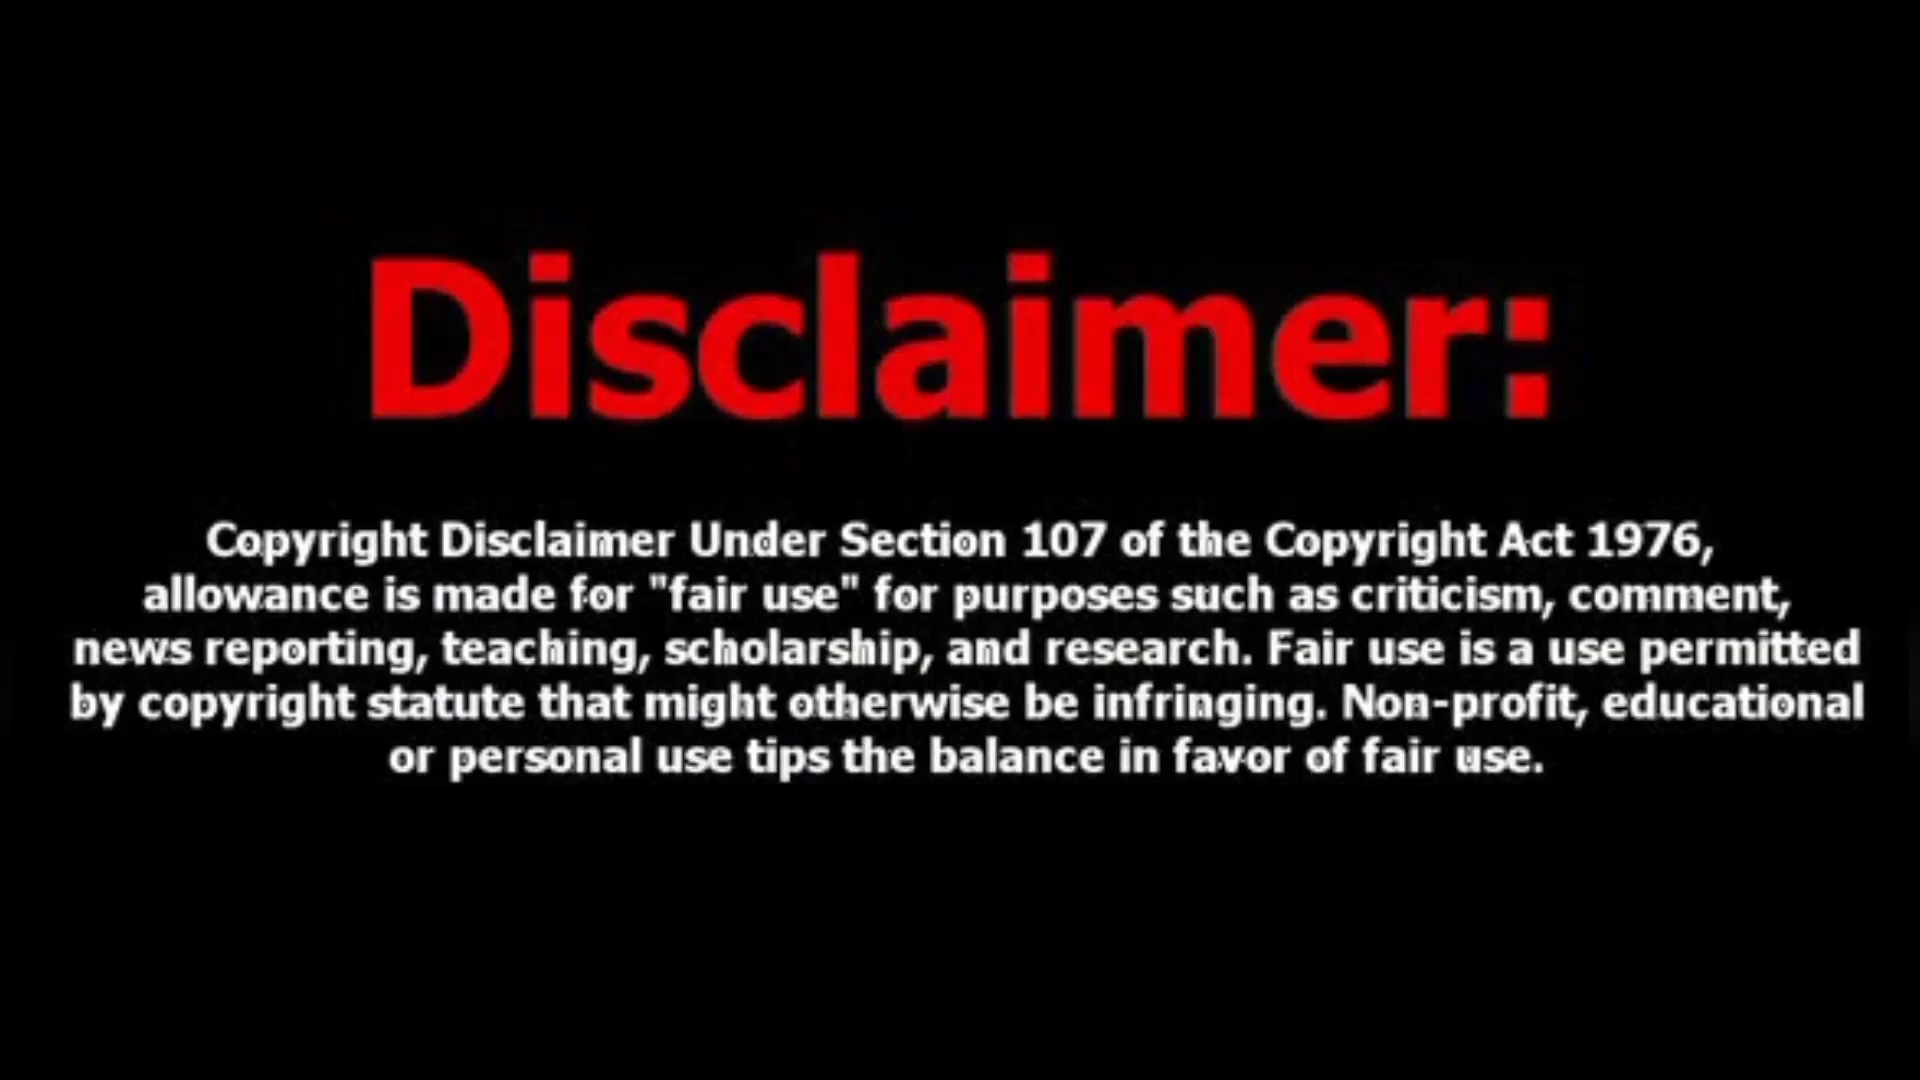 Disclaimer:
Copyright Disclaimer Under Section 107 of the Copyright Act 1976,
allowance is made for "fair use" for purposes such as criticism, comment,
news reporting, teaching, scholarship, and research. Fair use is a use permitted
by copyright statute that might otherwise be infringing. Non-profit, educational
or personal use tips the balance in favor of fair use.